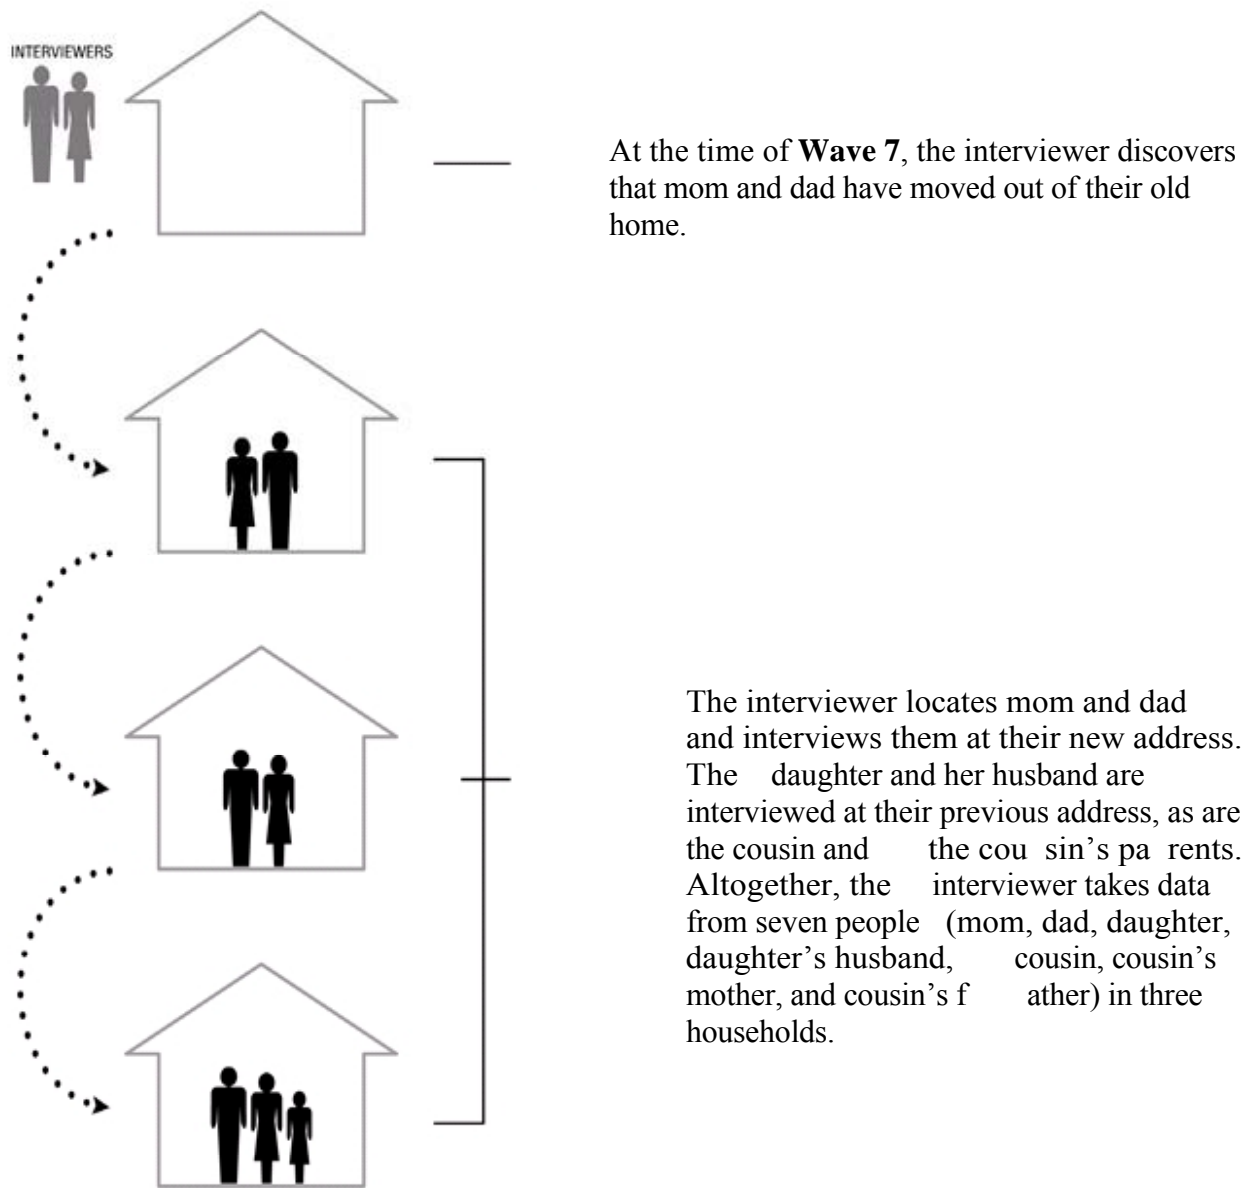 INTERVIEWERS
At the time of Wave 7, the interviewer discovers
that mom and dad have moved out of their old
home.
The interviewer locates mom and dad
and interviews them at their new address.
The daughter and her husband are
interviewed at their previous address, as are
the cousin and the cou sin’s pa rents.
Altogether, the interviewer takes data
from seven people (mom, dad, daughter,
daughter’s husband, cousin, cousin’s
mother, and cousin’s f ather) in three
households.